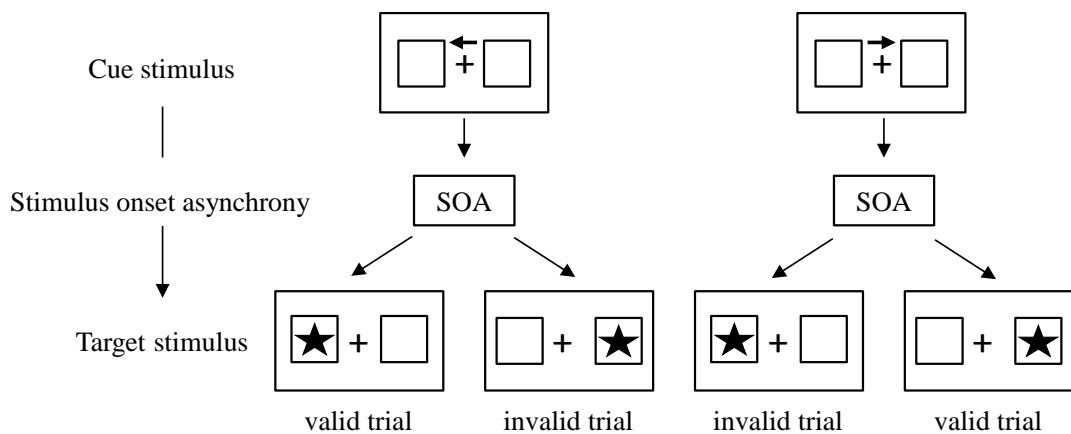 Cue stimulus
Stimulus onset asynchrony
SOA
SOA
Target stimulus
valid trial
invalid trial
invalid trial
valid trial